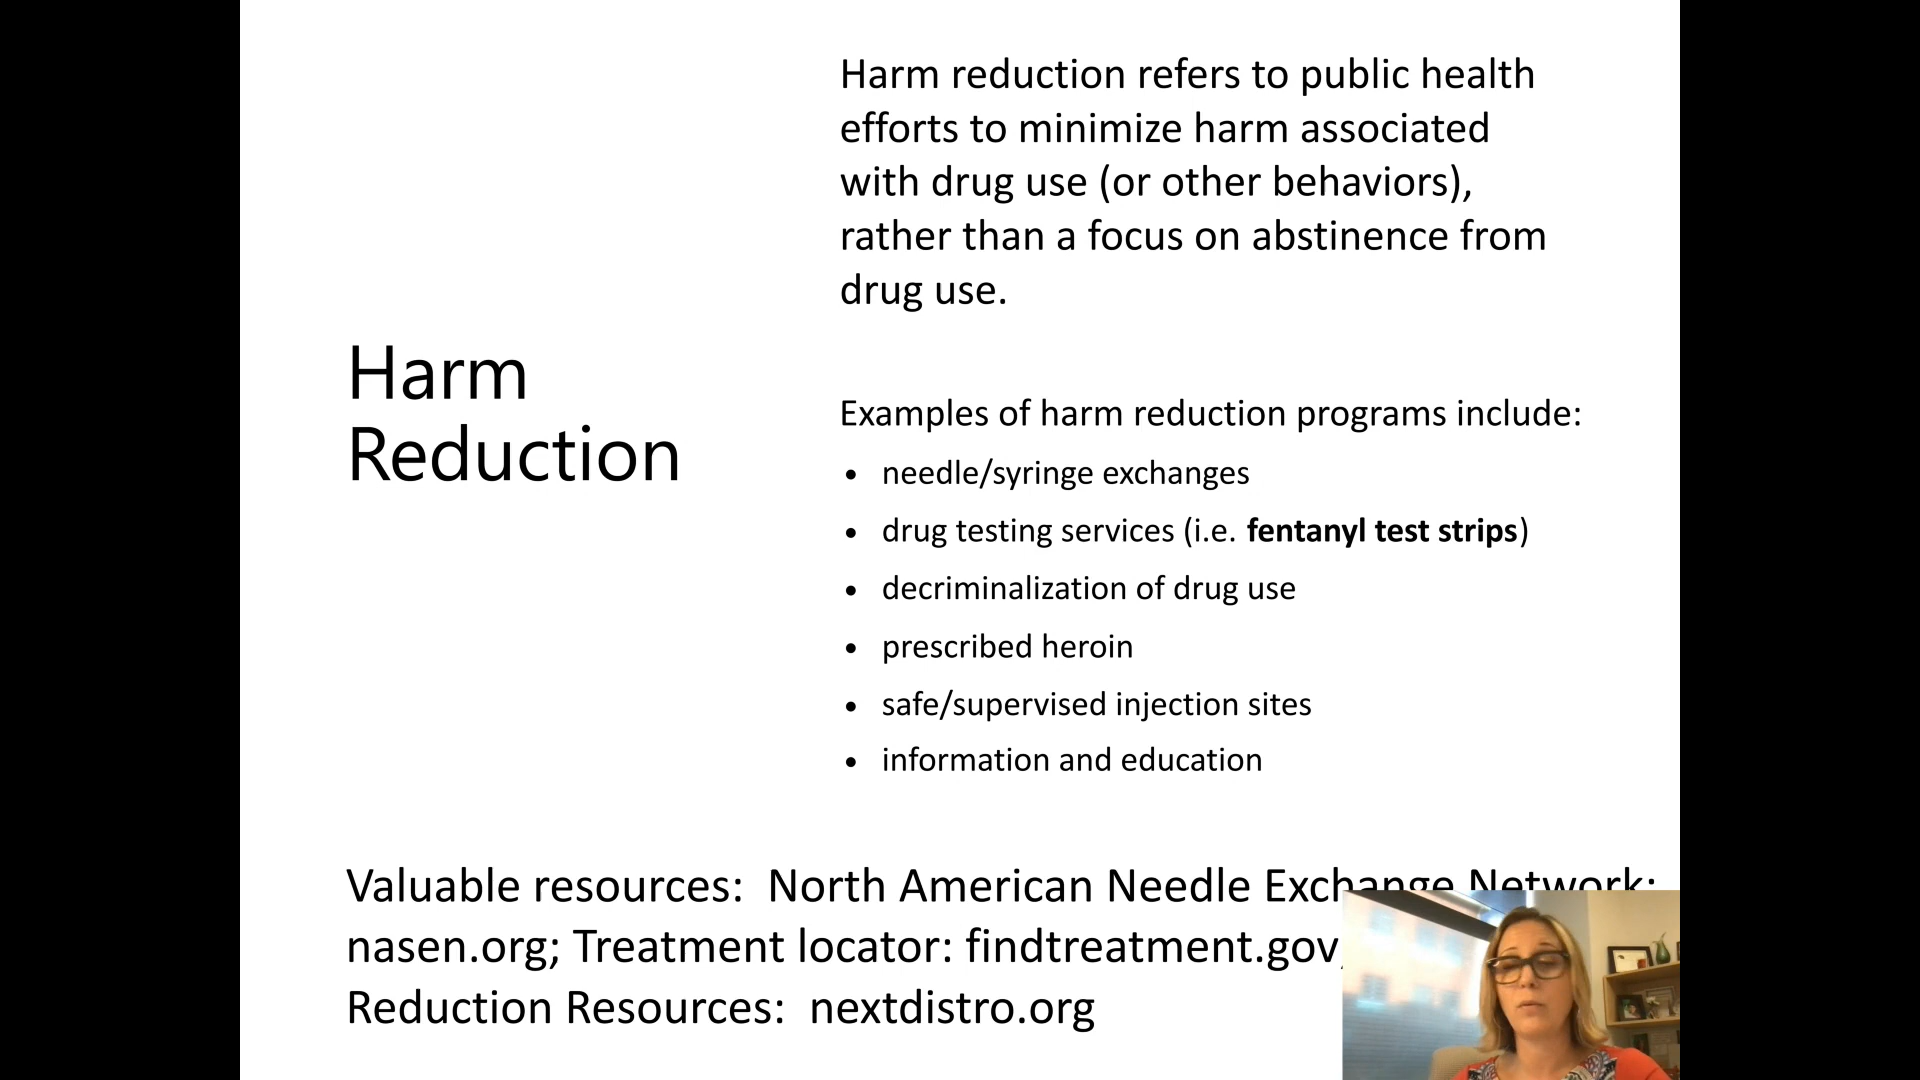 Harm
Reduction
Harm reduction refers to public health
efforts to minimize harm associated
with drug use (or other behaviors),
rather than a focus on abstinence from
drug use.
Examples of harm reduction programs include:
• needle/syringe exchanges
• drug testing services (i.e. fentanyl test strips)
• decriminalization of drug use
• prescribed heroin
• safe/supervised injection sites
• information and education
Valuable resources:  North American Needle Exchange Network:
nasen.org; Treatment locator: findtreatment.gov;
Reduction Resources:  nextdistro.org